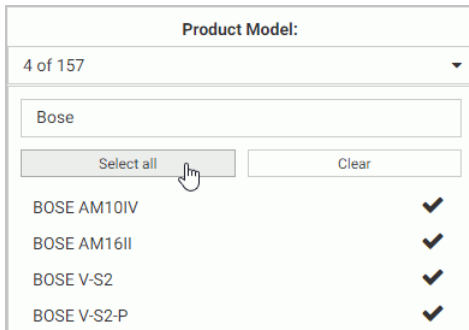 Product Model:
4 of 157
Bose
Select all Clear
BOSE AM10IV
BOSE AM16II
BOSE V-S2
BOSE V-S2-P